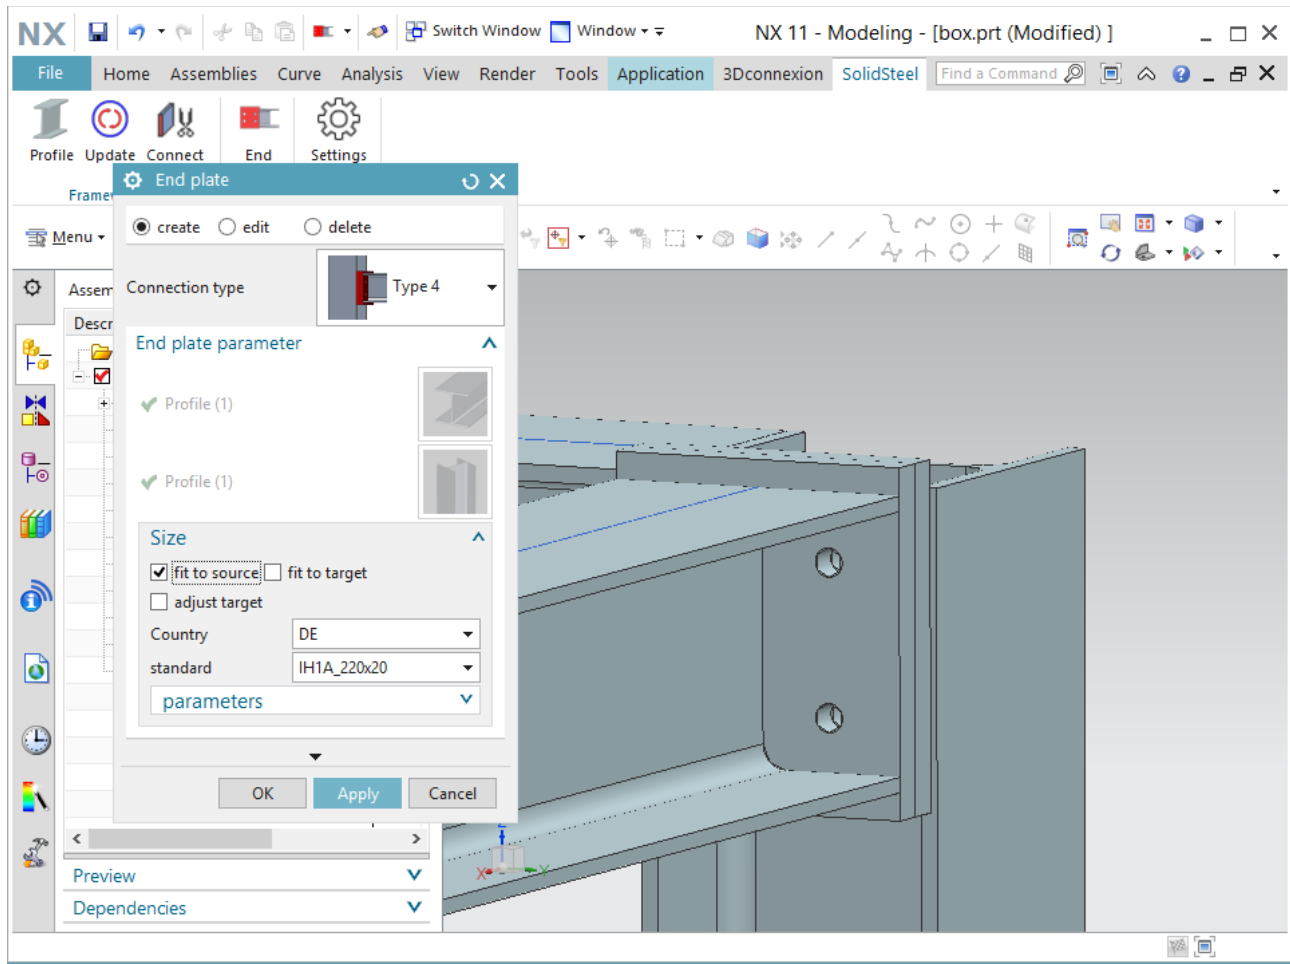 NX
Switch Window
Window
NX 11 - Modeling - [box.prt (Modified) ]
File
Home
Assemblies
Curve
Analysis
View
Render
Tools
Application
3Dconnexion
SolidSteel
Find a Command
Profile
Update
Connect
End
Settings
Frame
End plate
Menu
create
edit
delete
Assem
Connection type
Type 4
Descr
End plate parameter
Profile (1)
Profile (1)
Size
fit to source
fit to target
adjust target
Country
DE
standard
IH1A_220x20
parameters
OK
Apply
Cancel
Z
X
Y
Preview
Dependencies